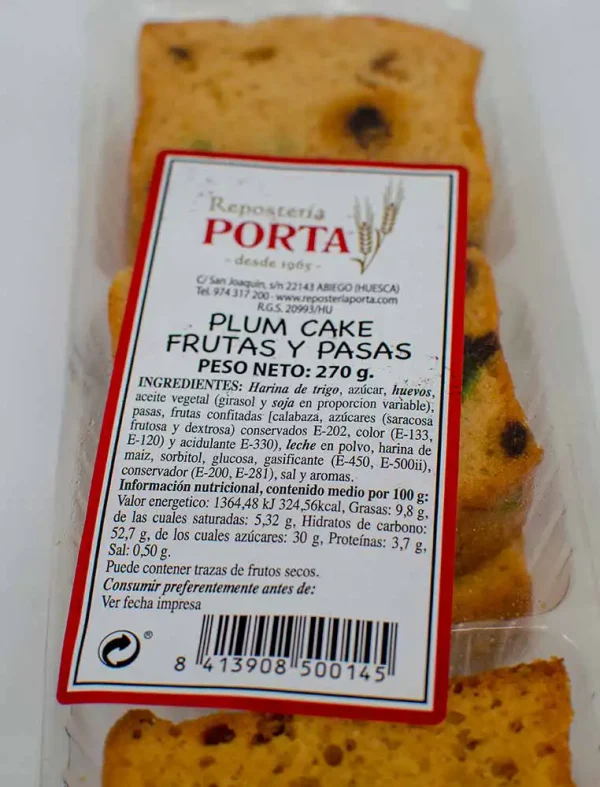 Repostería
PORTA
- desde 1965 -
C/ San Joaquín, s/n 22143 ABIEGO (HUESCA)
Tel. 974 317 200 - www.reposteriaporta.com
R.G.S. 20993/HU
PLUM CAKE
FRUTAS Y PASAS
PESO NETO: 270 g.
INGREDIENTES: Harina de trigo, azúcar, huevos,
aceite vegetal (girasol y soja en proporcion variable),
pasas, frutas confitadas [calabaza, azúcares (saracosa
frutosa y dextrosa) conservados E-202, color (E-133,
E-120) y acidulante E-330), leche en polvo, harina de
maiz, sorbitol, glucosa, gasificante (E-450, E-500ii),
conservador (E-200, E-281), sal y aromas.
Información nutricional, contenido medio por 100 g:
Valor energetico: 1364,48 kJ 324,56kcal, Grasas: 9,8 g,
de las cuales saturadas: 5,32 g, Hidratos de carbono:
52,7 g, de los cuales azúcares: 30 g, Proteínas: 3,7 g,
Sal: 0,50 g.
Puede contener trazas de frutos secos.
Consumir preferentemente antes de:
Ver fecha impresa
®
8 413908 500145